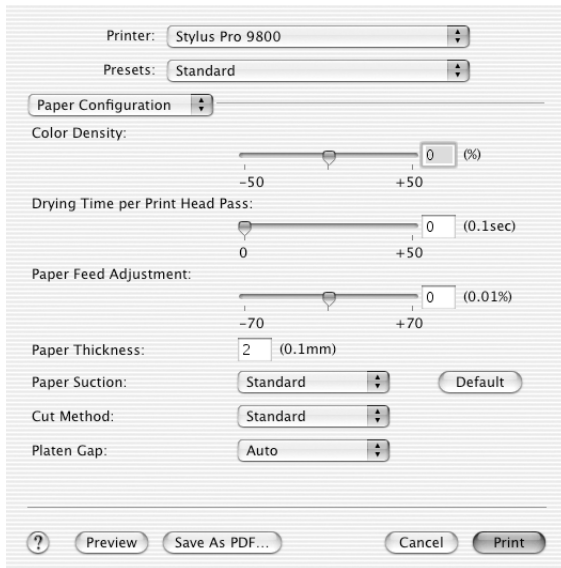 Printer: Stylus Pro 9800
Presets: Standard
Paper Configuration
Color Density:
0 (%)
-50 +50
Drying Time per Print Head Pass:
0 (0.1sec)
0 +50
Paper Feed Adjustment:
0 (0.01%)
-70 +70
Paper Thickness: 2 (0.1mm)
Paper Suction: Standard Default
Cut Method: Standard
Platen Gap: Auto
? Preview Save As PDF... Cancel Print